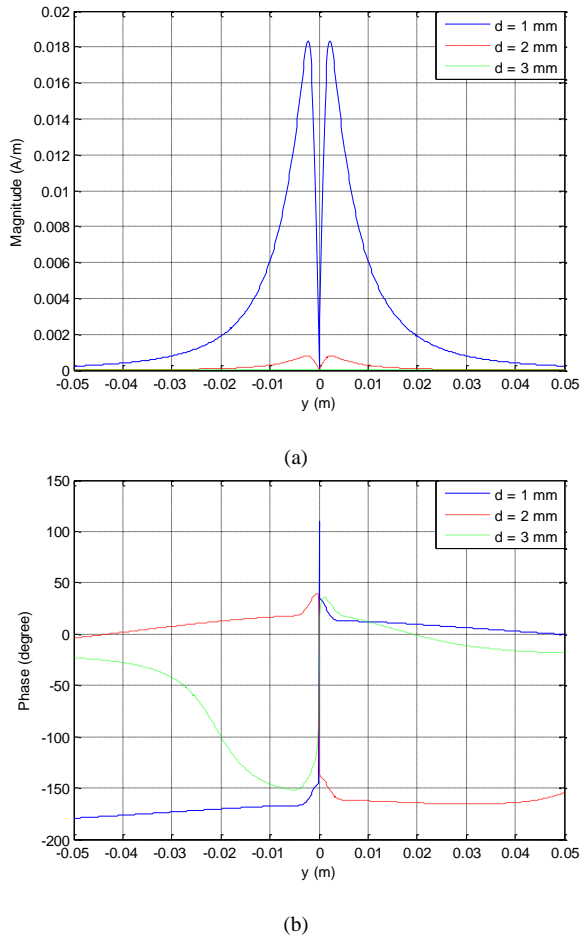 0.02
0.018
0.016
0.014
0.012
0.01
0.008
0.006
0.004
0.002
0
Magnitude (A/m)
d = 1 mm
d = 2 mm
d = 3 mm
-0.05 -0.04 -0.03 -0.02 -0.01 0 0.01 0.02 0.03 0.04 0.05
y (m)
(a)
150
100
50
0
-50
-100
-150
-200
Phase (degree)
d = 1 mm
d = 2 mm
d = 3 mm
-0.05 -0.04 -0.03 -0.02 -0.01 0 0.01 0.02 0.03 0.04 0.05
y (m)
(b)